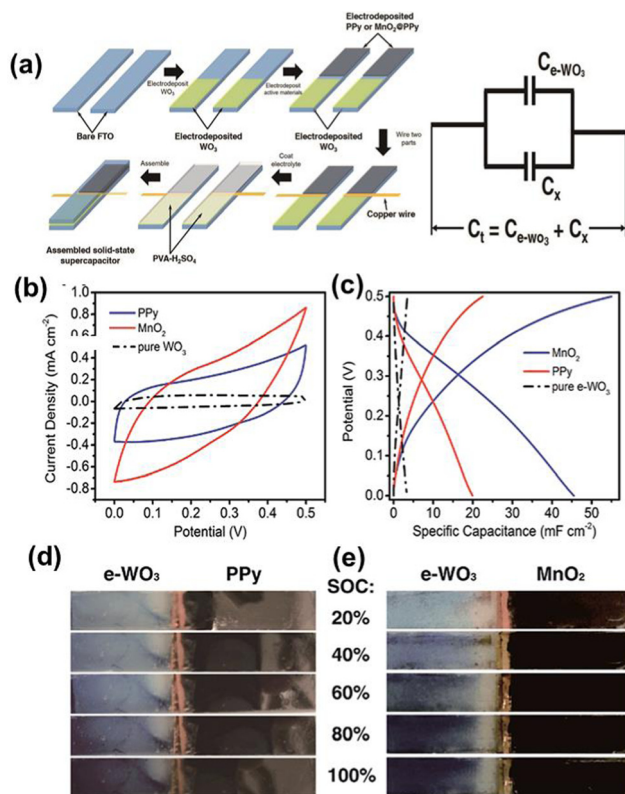 (a)
Electrodeposit
WO₃
Electrodeposit
active materials
Electrodeposited
PPy or MnO₂@PPy
Bare FTO
Electrodeposited
WO₃
Electrodeposited
WO₃
Wire two
parts
Assemble
Coat
electrolyte
Assembled solid-state
supercapacitor
PVA-H₂SO₄
Copper wire
Cₑ₋WO₃
Cₓ
Cₜ = Cₑ₋wo₃ + Cₓ
(b)
PPy
MnO₂
pure WO₃
1.0
0.8
0.6
0.4
0.2
0.0
-0.2
-0.4
-0.6
-0.8
Current Density (mA cm⁻²)
0.0 0.1 0.2 0.3 0.4 0.5
Potential (V)
(c)
MnO₂
PPy
pure e-WO₃
0.5
0.4
0.3
0.2
0.1
0.0
Potential (V)
0 10 20 30 40 50 60
Specific Capacitance (mF cm⁻²)
(d)
e-WO₃ PPy
SOC:
20%
40%
60%
80%
100%
(e)
e-WO₃ MnO₂